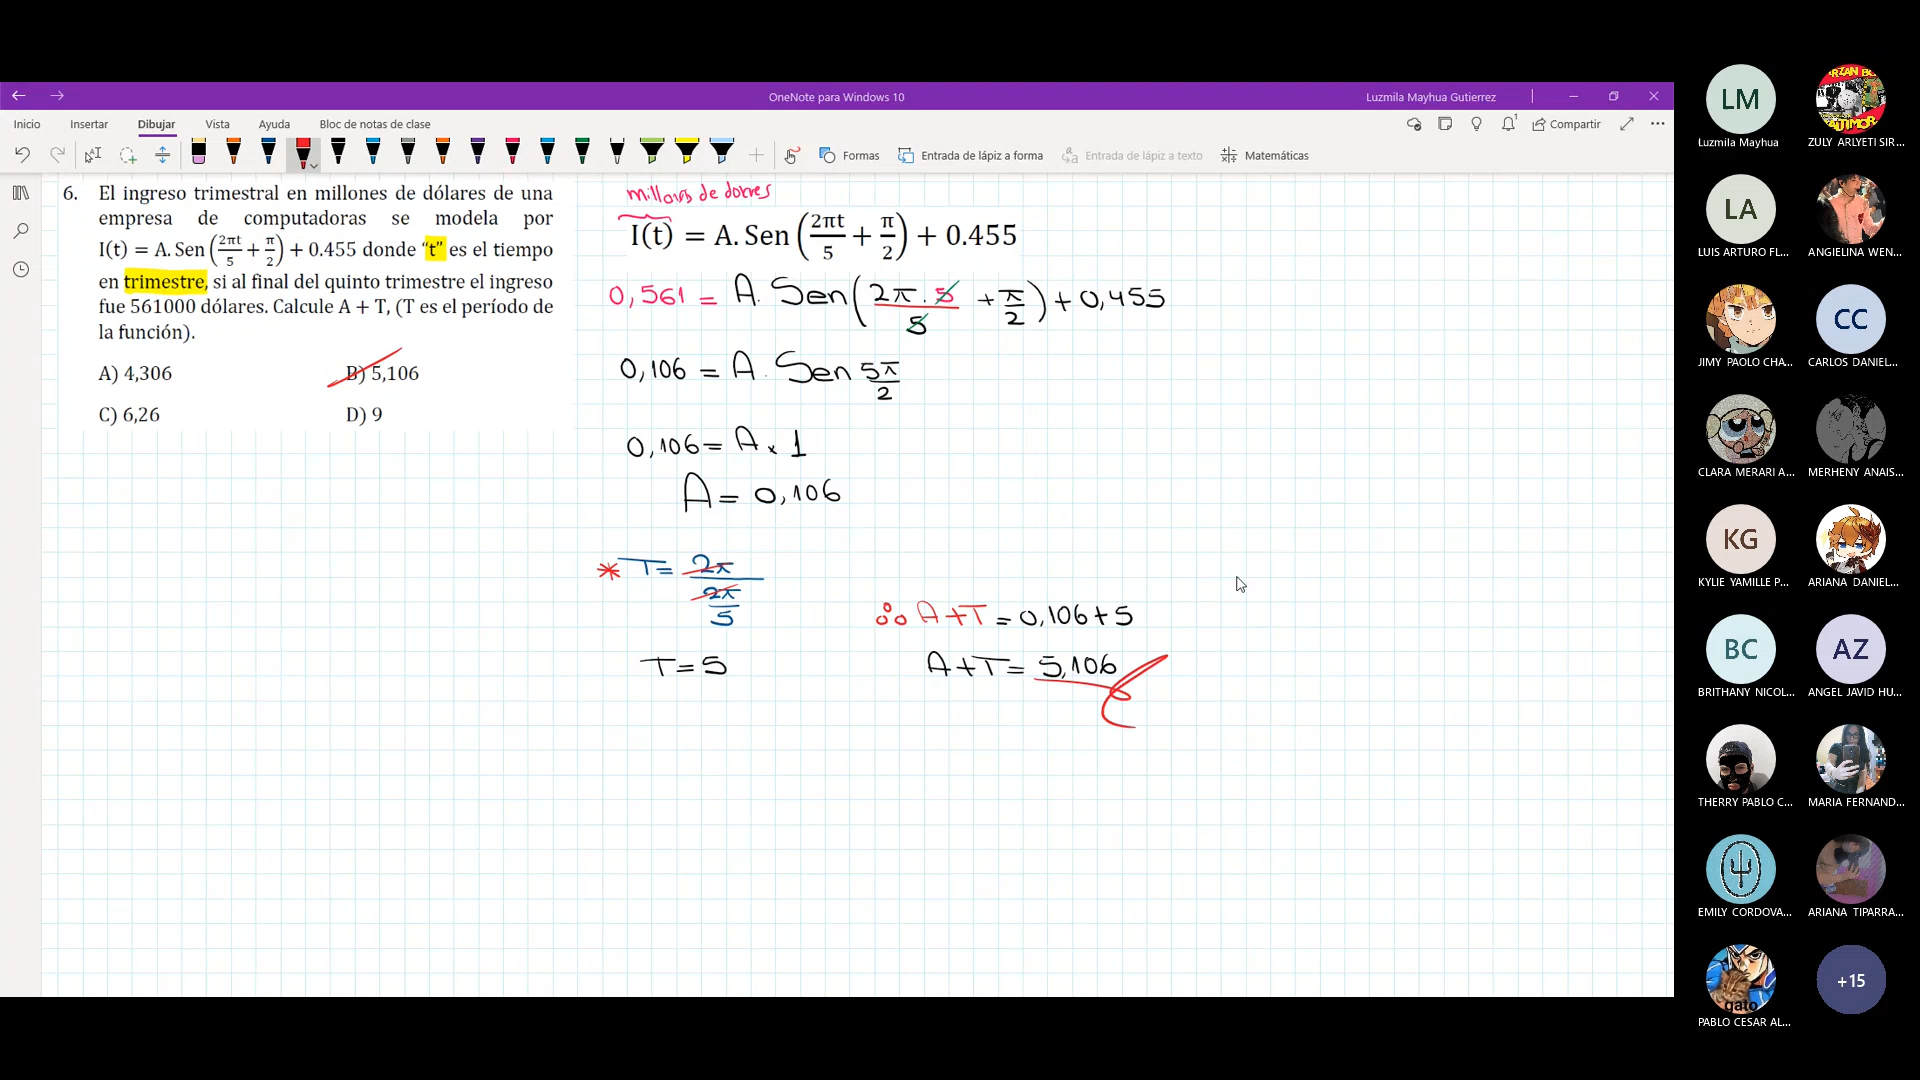 OneNote para Windows 10
Luzmila Mayhua Gutierrez
Inicio Insertar Dibujar Vista Ayuda Bloc de notas de clase
Compartir
Formas Entrada de lápiz a forma Entrada de lápiz a texto Matemáticas
6. El ingreso trimestral en millones de dólares de una
empresa de computadoras se modela por
I(t) = A. Sen (2πt/5 + π/2) + 0.455 donde "t" es el tiempo
en trimestre, si al final del quinto trimestre el ingreso
fue 561000 dólares. Calcule A + T, (T es el período de
la función).
A) 4,306 B) 5,106
C) 6,26 D) 9
I(t) = A. Sen (2πt/5 + π/2) + 0.455
0,561 = A. Sen (2π.5/5 + π/2) + 0,455
0,106 = A. Sen 5π/2
0,106 = A x 1
A = 0,106
* T = 2π / (2π/5)
T = 5
∴ A+T = 0,106+5
A+T = 5,106
LM
Luzmila Mayhua
ZULY ARLYETI SIR...
LA
LUIS ARTURO FL...
ANGIELINA WEN...
JIMY PAOLO CHA...
CC
CARLOS DANIEL...
CLARA MERARI A...
MERHENY ANAIS...
KG
KYLIE YAMILLE P...
ARIANA DANIEL...
BC
BRITHANY NICOL...
AZ
ANGEL JAVID HU...
THERRY PABLO C...
MARIA FERNAND...
EMILY CORDOVA...
ARIANA TIPARRA...
gato
PABLO CESAR AL...
+15